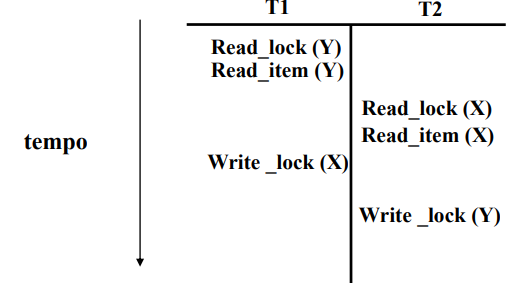 T1 T2
Read_lock (Y)
Read_item (Y)
Read_lock (X)
Read_item (X)
tempo
Write _lock (X)
Write _lock (Y)